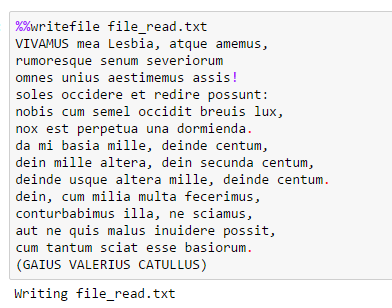 %%writefile file_read.txt
VIVAMUS mea Lesbia, atque amemus,
rumoresque senum severiorum
omnes unius aestimemus assis!
soles occidere et redire possunt:
nobis cum semel occidit breuis lux,
nox est perpetua una dormienda.
da mi basia mille, deinde centum,
dein mille altera, dein secunda centum,
deinde usque altera mille, deinde centum.
dein, cum milia multa fecerimus,
conturbabimus illa, ne sciamus,
aut ne quis malus inuidere possit,
cum tantum sciat esse basiorum.
(GAIUS VALERIUS CATULLUS)
Writing file_read.txt